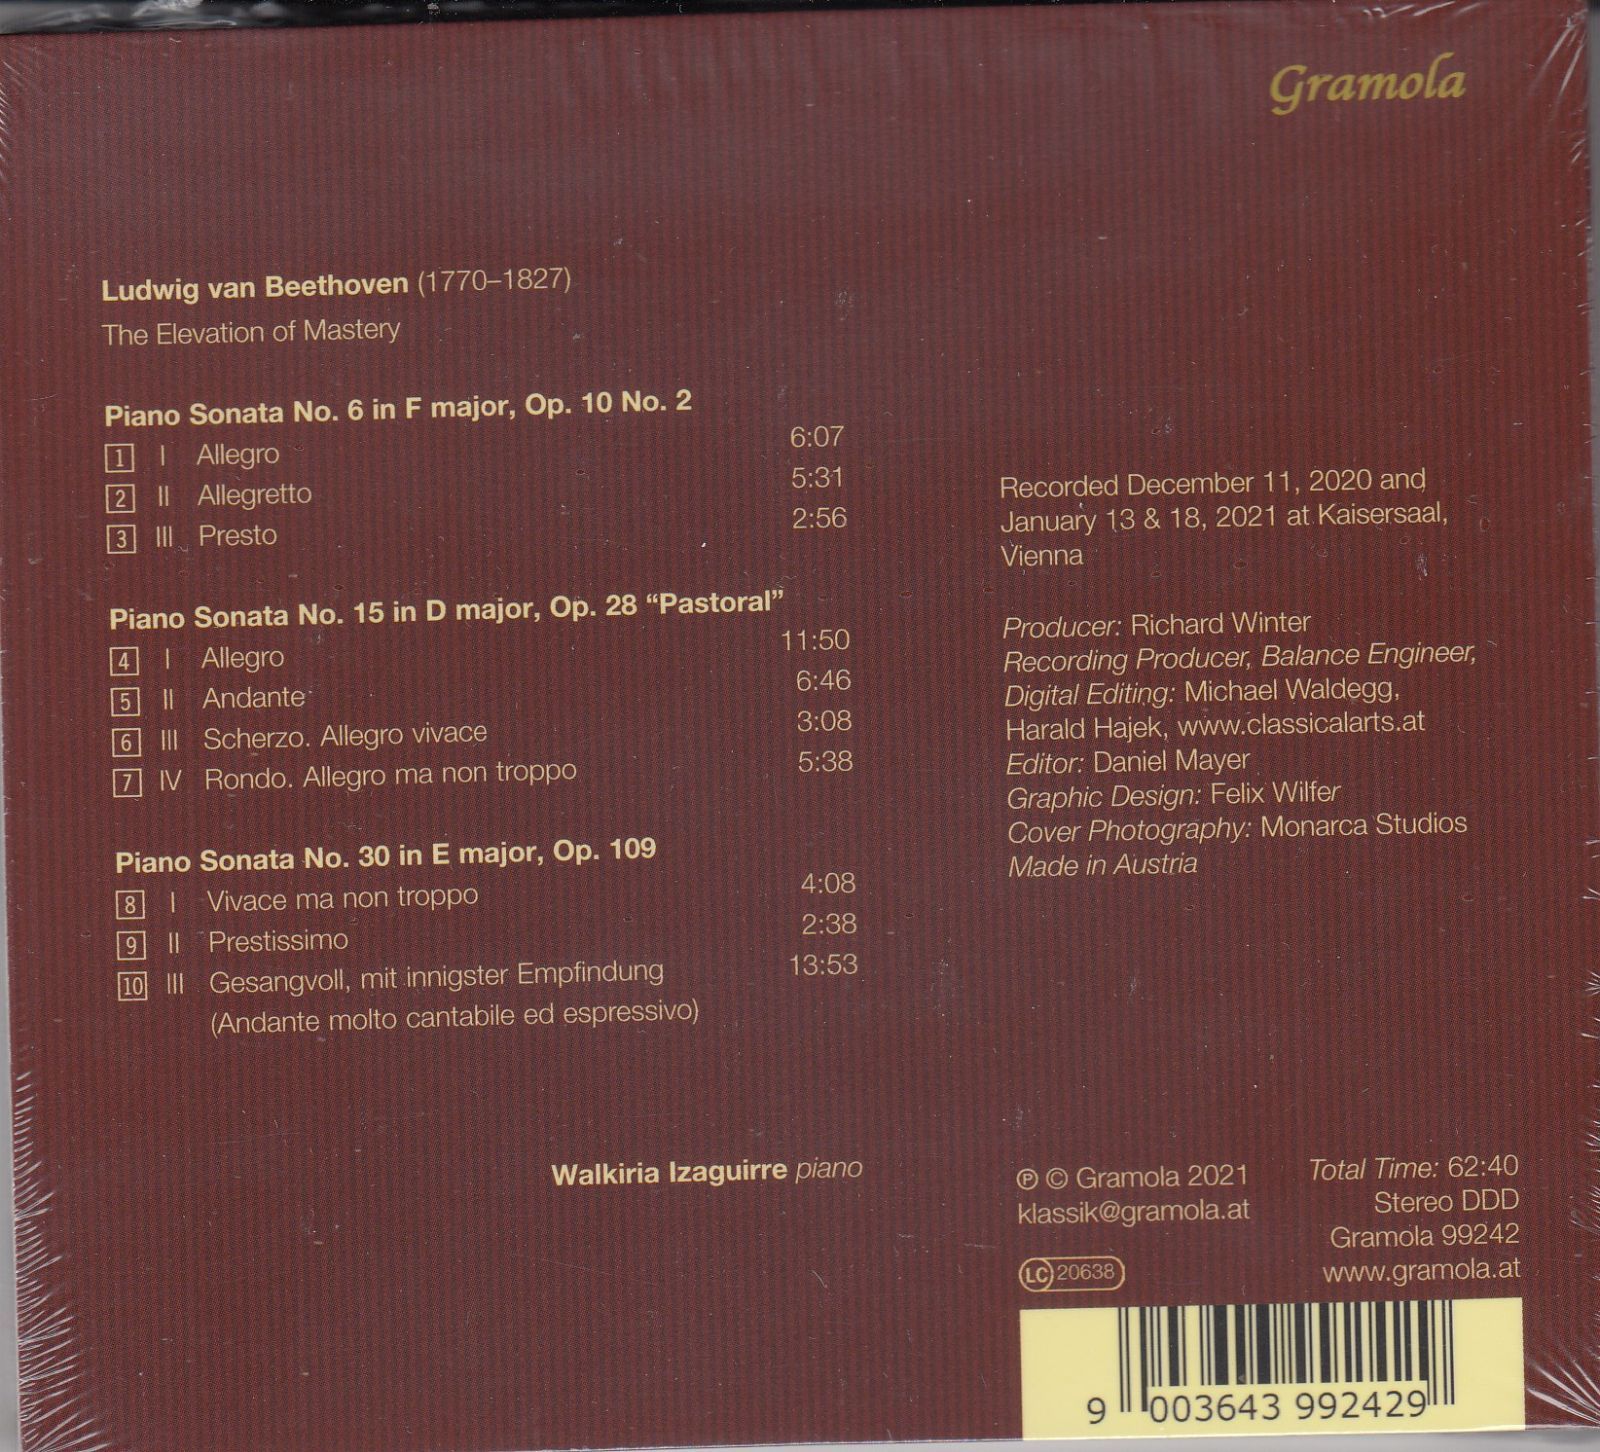 Gramola
Ludwig van Beethoven (1770–1827)
The Elevation of Mastery
Piano Sonata No. 6 in F major, Op. 10 No. 2
1 I Allegro 6:07
2 II Allegretto 5:31
3 III Presto 2:56
Piano Sonata No. 15 in D major, Op. 28 “Pastoral”
4 I Allegro 11:50
5 II Andante 6:46
6 III Scherzo. Allegro vivace 3:08
7 IV Rondo. Allegro ma non troppo 5:38
Piano Sonata No. 30 in E major, Op. 109
8 I Vivace ma non troppo 4:08
9 II Prestissimo 2:38
10 III Gesangvoll, mit innigster Empfindung 13:53
(Andante molto cantabile ed espressivo)
Walkiria Izaguirre piano
Recorded December 11, 2020 and
January 13 & 18, 2021 at Kaisersaal,
Vienna
Producer: Richard Winter
Recording Producer, Balance Engineer,
Digital Editing: Michael Waldegg,
Harald Hajek, www.classicalarts.at
Editor: Daniel Mayer
Graphic Design: Felix Wilfer
Cover Photography: Monarca Studios
Made in Austria
℗ © Gramola 2021
klassik@gramola.at
LC 20638
Total Time: 62:40
Stereo DDD
Gramola 99242
www.gramola.at
9 003643 992429